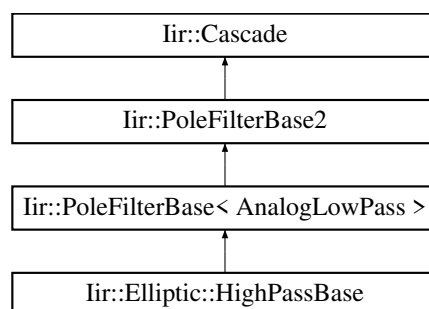 Iir::Cascade
Iir::PoleFilterBase2
Iir::PoleFilterBase< AnalogLowPass >
Iir::Elliptic::HighPassBase